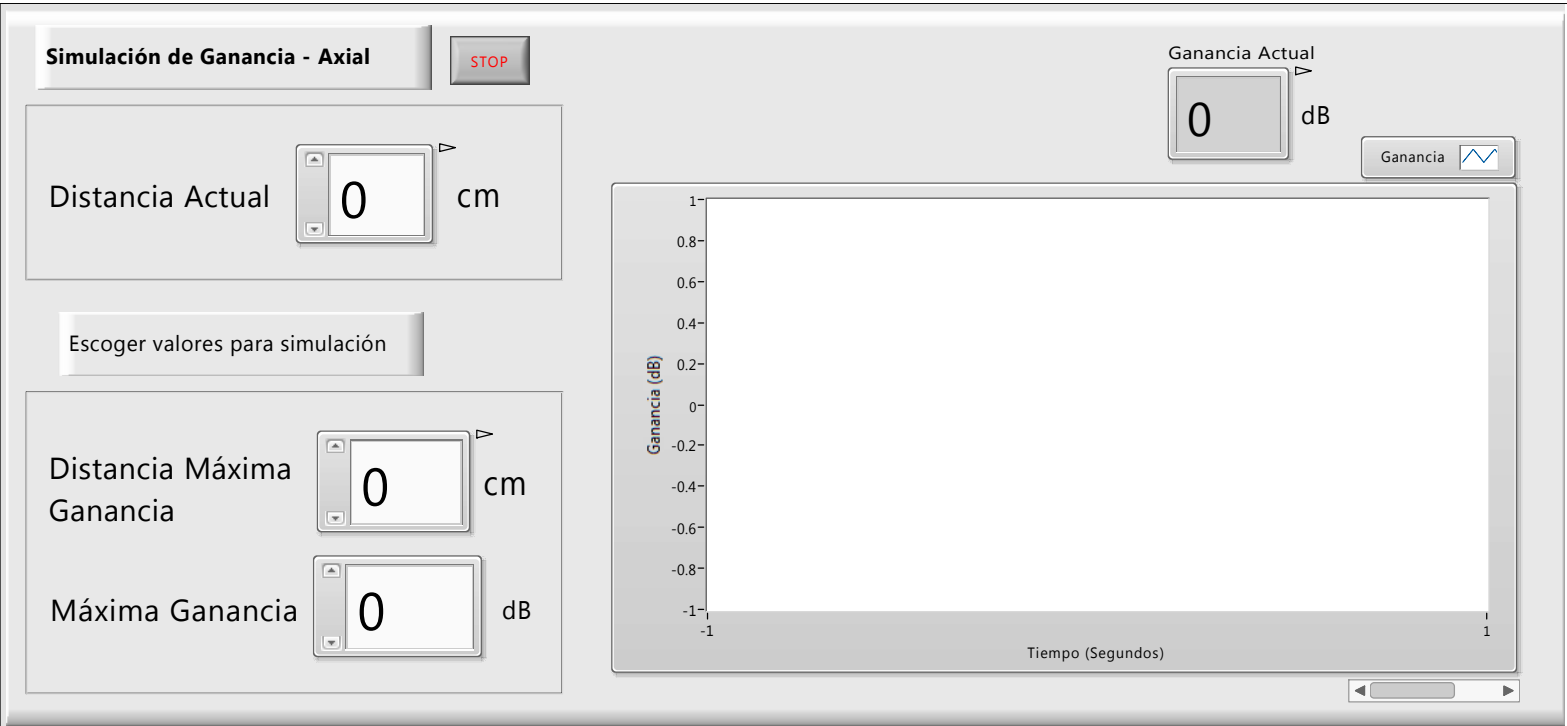 Simulación de Ganancia - Axial
STOP
Distancia Actual
0
cm
Escoger valores para simulación
Distancia Máxima
Ganancia
0
cm
Máxima Ganancia
0
dB
Ganancia Actual
0
dB
Ganancia
Ganancia (dB)
1
0.8
0.6
0.4
0.2
0
-0.2
-0.4
-0.6
-0.8
-1
-1
1
Tiempo (Segundos)